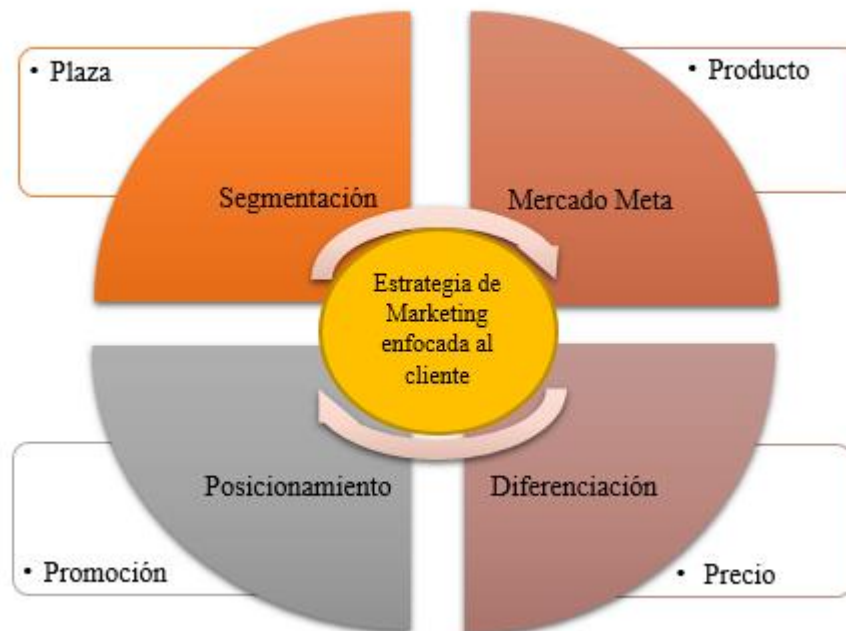 • Plaza
• Producto
Segmentación
Mercado Meta
Estrategia de
Marketing
enfocada al
cliente
Posicionamiento
Diferenciación
• Promoción
• Precio